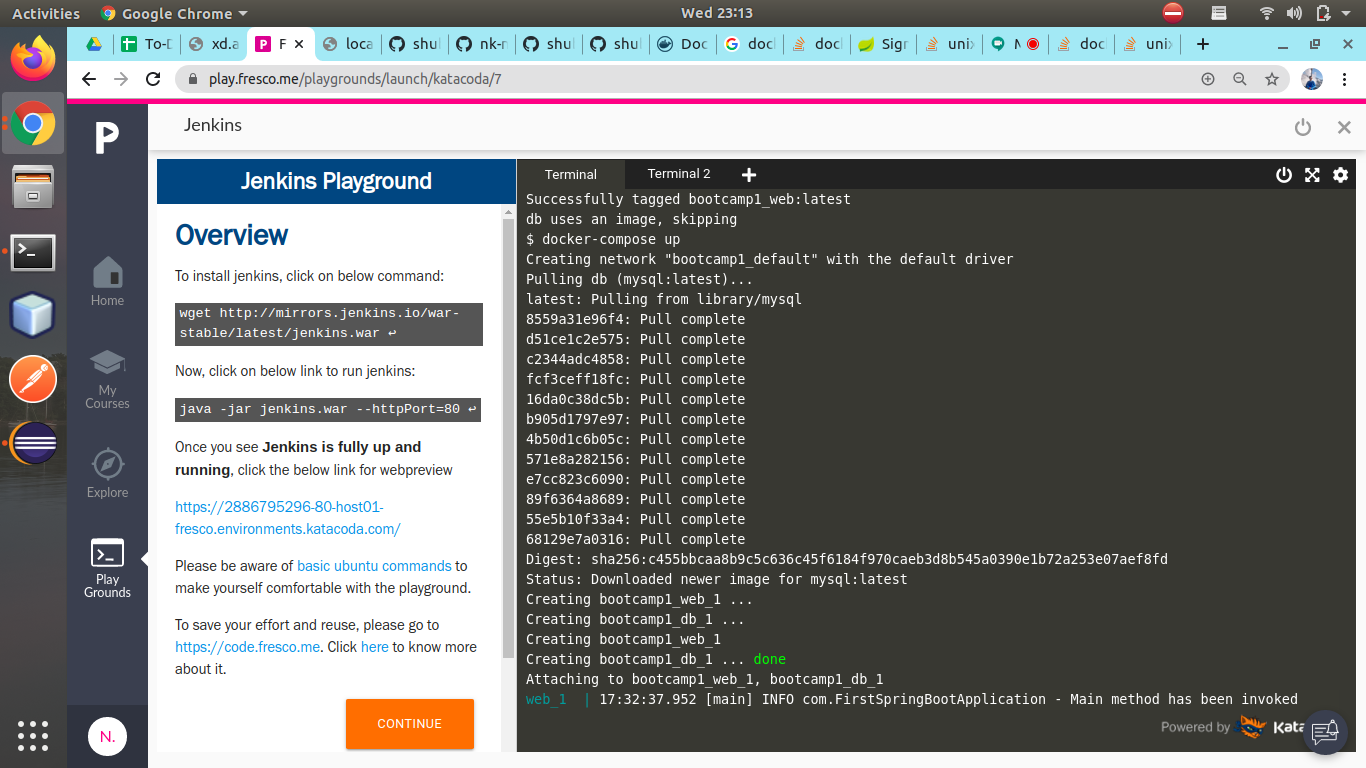 Activities
Google Chrome
Wed 23:13
To-D
xd.a
F
loca
shul
nk-r
shul
shul
Doc
doc
doc
Sigr
unix
M
doc
unix
play.fresco.me/playgrounds/launch/katacoda/7
P
Jenkins
Home
My
Courses
Explore
Play
Grounds
N.
Jenkins Playground
Overview
To install jenkins, click on below command:
wget http://mirrors.jenkins.io/war-
stable/latest/jenkins.war ↩
Now, click on below link to run jenkins:
java -jar jenkins.war --httpPort=80 ↩
Once you see Jenkins is fully up and
running, click the below link for webpreview
https://2886795296-80-host01-
fresco.environments.katacoda.com/
Please be aware of basic ubuntu commands to
make yourself comfortable with the playground.
To save your effort and reuse, please go to
https://code.fresco.me. Click here to know more
about it.
CONTINUE
Terminal
Terminal 2
Successfully tagged bootcamp1_web:latest
db uses an image, skipping
$ docker-compose up
Creating network "bootcamp1_default" with the default driver
Pulling db (mysql:latest)...
latest: Pulling from library/mysql
8559a31e96f4: Pull complete
d51ce1c2e575: Pull complete
c2344adc4858: Pull complete
fcf3ceff18fc: Pull complete
16da0c38dc5b: Pull complete
b905d1797e97: Pull complete
4b50d1c6b05c: Pull complete
571e8a282156: Pull complete
e7cc823c6090: Pull complete
89f6364a8689: Pull complete
55e5b10f33a4: Pull complete
68129e7a0316: Pull complete
Digest: sha256:c455bbcaa8b9c5c636c45f6184f970caeb3d8b545a0390e1b72a253e07aef8fd
Status: Downloaded newer image for mysql:latest
Creating bootcamp1_web_1 ...
Creating bootcamp1_db_1 ...
Creating bootcamp1_web_1
Creating bootcamp1_db_1 ... done
Attaching to bootcamp1_web_1, bootcamp1_db_1
web_1 | 17:32:37.952 [main] INFO com.FirstSpringBootApplication - Main method has been invoked
Powered by Kata